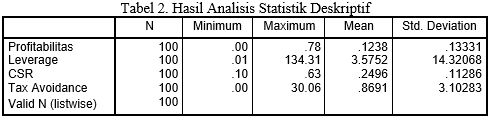 Tabel 2. Hasil Analisis Statistik Deskriptif
N Minimum Maximum Mean Std. Deviation
Profitabilitas 100 .00 .78 .1238 .13331
Leverage 100 .01 134.31 3.5752 14.32068
CSR 100 .10 .63 .2496 .11286
Tax Avoidance 100 .00 30.06 .8691 3.10283
Valid N (listwise) 100